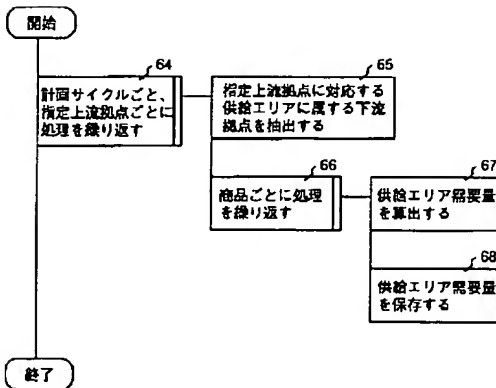 開始
64
計画サイクルごと、
指定上流拠点ごとに
処理を繰り返す
65
指定上流拠点に対応する
供給エリアに属する下流
拠点を抽出する
66
商品ごとに処理
を繰り返す
67
供給エリア需要量
を算出する
68
供給エリア需要量
を保存する
終了